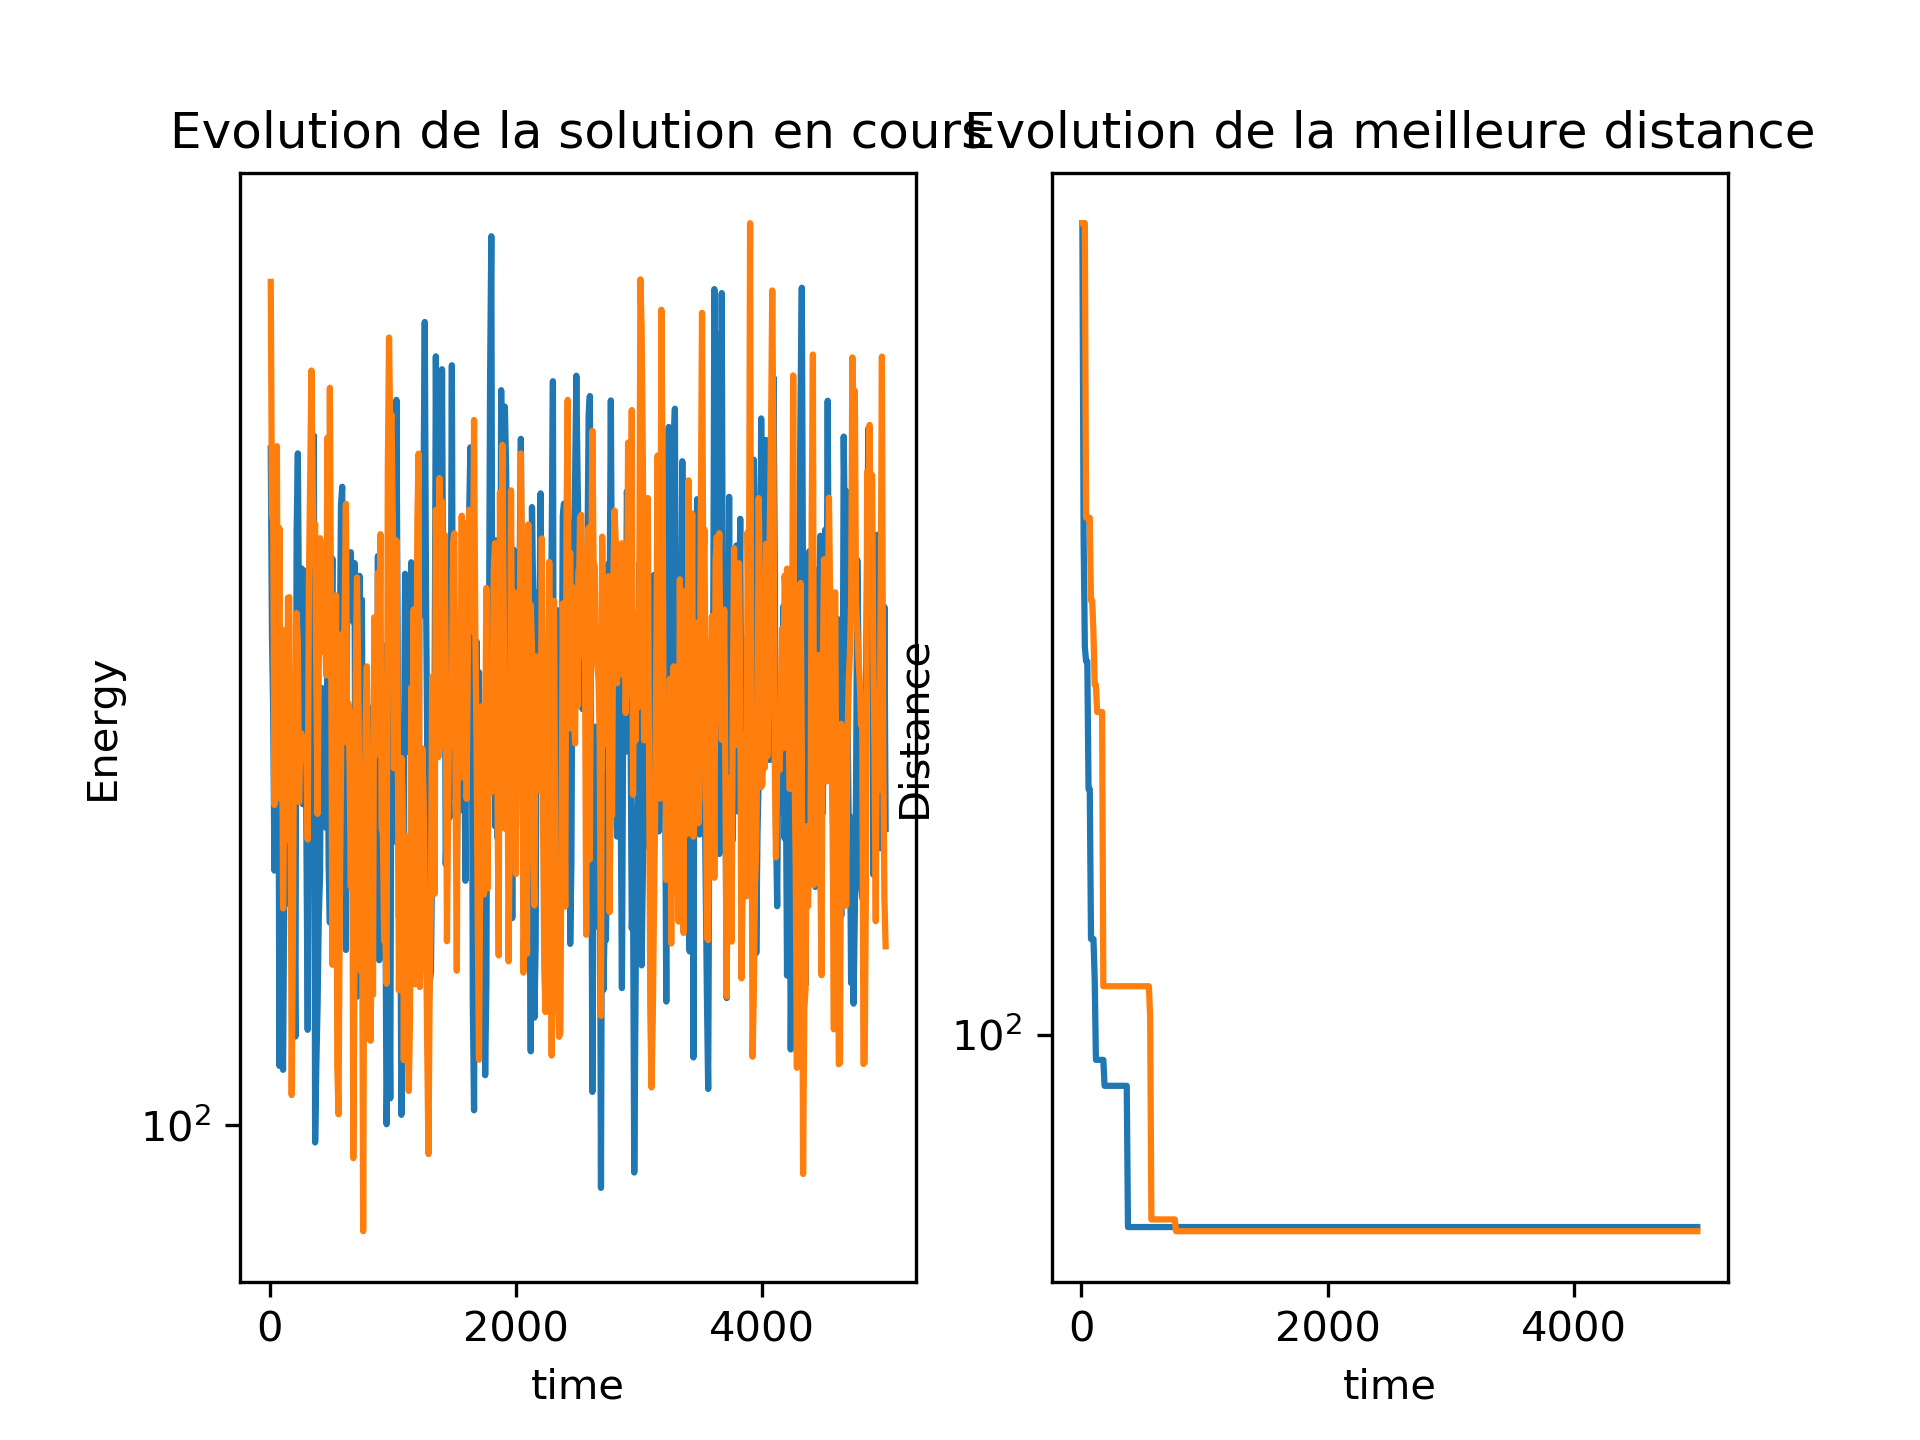 Evolution de la solution en cours
Evolution de la meilleure distance
Energy
10²
0 2000 4000
time
Distance
10²
0 2000 4000
time